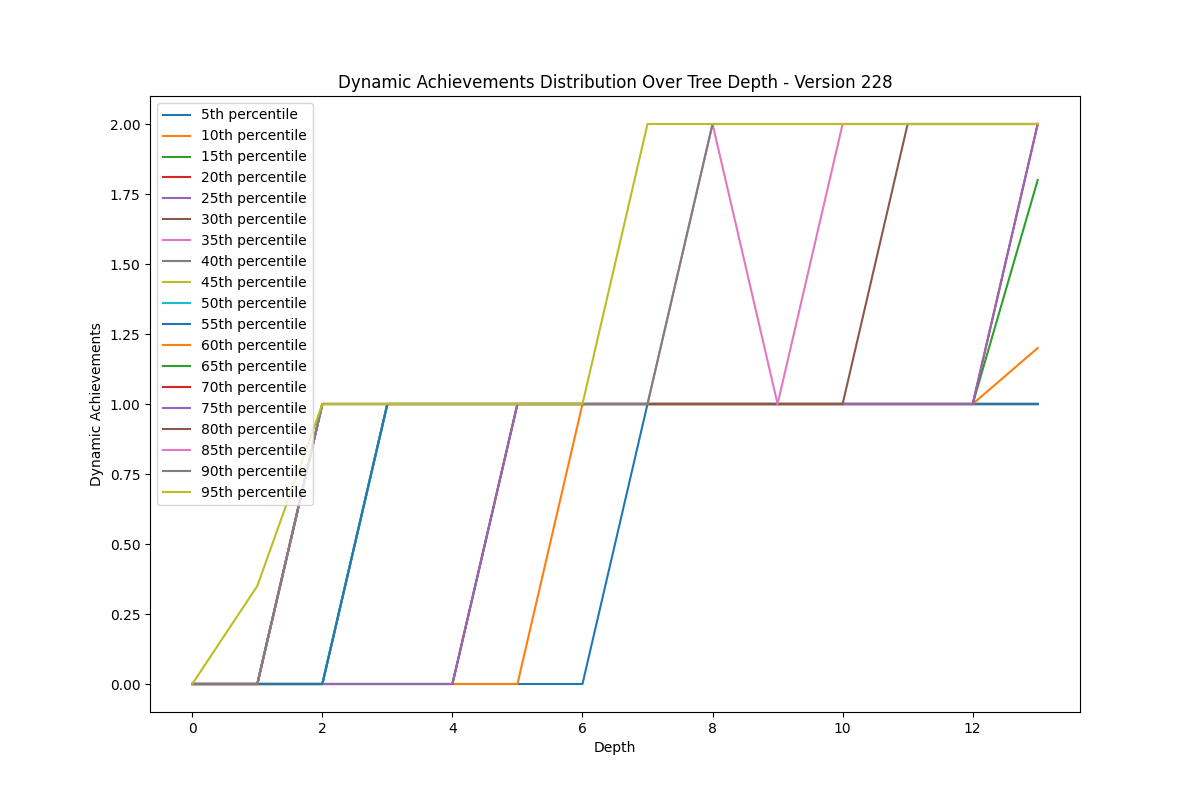 Dynamic Achievements Distribution Over Tree Depth - Version 228
5th percentile
10th percentile
15th percentile
20th percentile
25th percentile
30th percentile
35th percentile
40th percentile
45th percentile
50th percentile
55th percentile
60th percentile
65th percentile
70th percentile
75th percentile
80th percentile
85th percentile
90th percentile
95th percentile
Dynamic Achievements
2.00
1.75
1.50
1.25
1.00
0.75
0.50
0.25
0.00
0 2 4 6 8 10 12
Depth